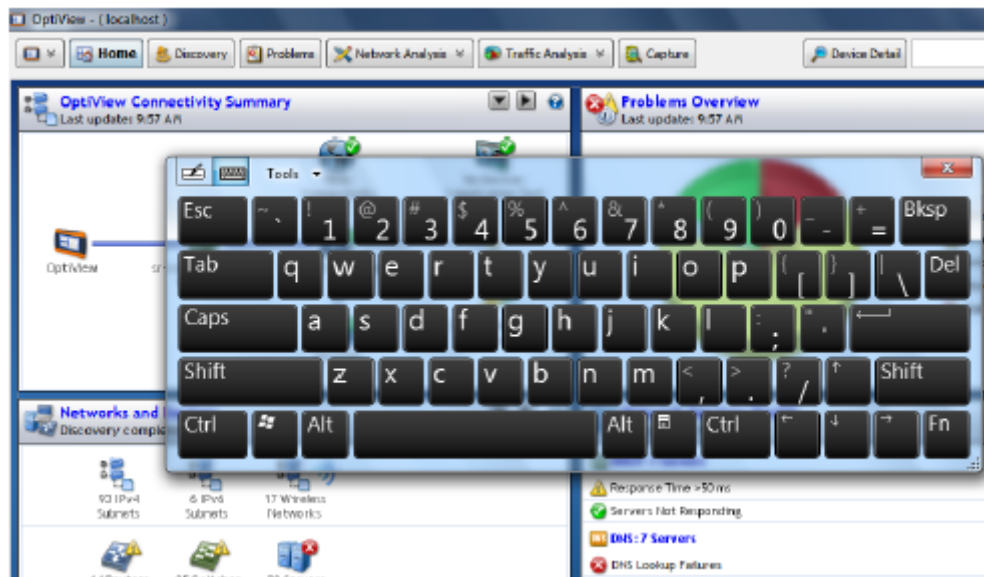 OptiView - ( localhost )
Home Discovery Problems Network Analysis Traffic Analysis Capture Device Detail
OptiView Connectivity Summary
Last update: 9:57 AM
Problems Overview
Last update: 9:57 AM
Tools
Esc ~ ` ! 1 @ 2 # 3 $ 4 % 5 ^ 6 & 7 * 8 ( 9 ) 0 _ - + = Bksp
Tab q w e r t y u i o p { [ } ] | \ Del
Caps a s d f g h j k l : ; " '
Shift z x c v b n m < , > . ? / ↑ Shift
Ctrl Alt Alt Ctrl ← ↓ → Fn
OptiView
Networks and
Discovery comple
93 IPv4
Subnets
6 IPv6
Subnets
17 Wireless
Networks
Response Time >50 ms
Servers Not Responding
DNS: 7 Servers
DNS Lookup Failures